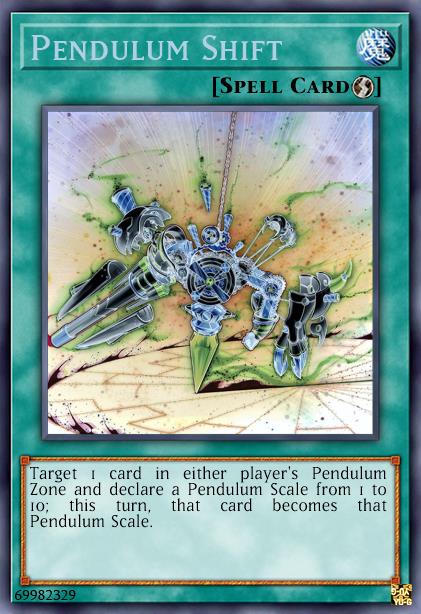 Pendulum Shift
[Spell Card]
Target 1 card in either player's Pendulum
Zone and declare a Pendulum Scale from 1 to
10; this turn, that card becomes that
Pendulum Scale.
69982329